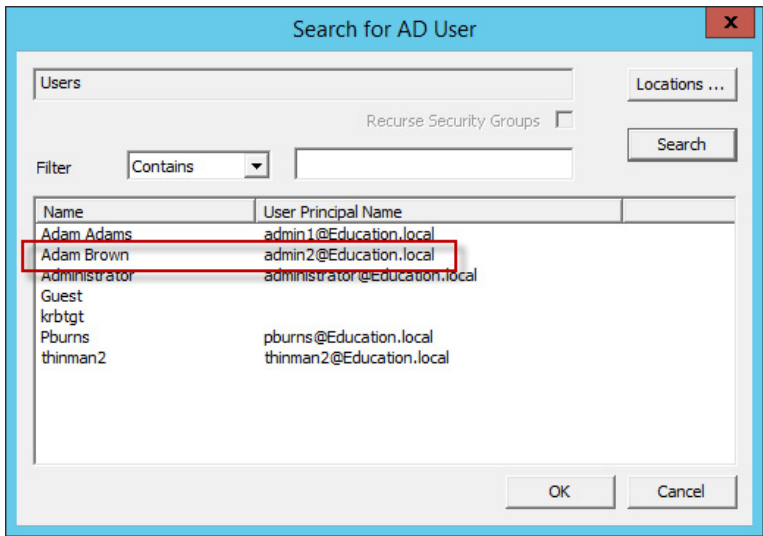 Search for AD User
x
Users
Locations ...
Recurse Security Groups
Search
Filter Contains
Name User Principal Name
Adam Adams admin1@Education.local
Adam Brown admin2@Education.local
Administrator administrator@Education.local
Guest
krbtgt
Pburns pburns@Education.local
thinman2 thinman2@Education.local
OK Cancel